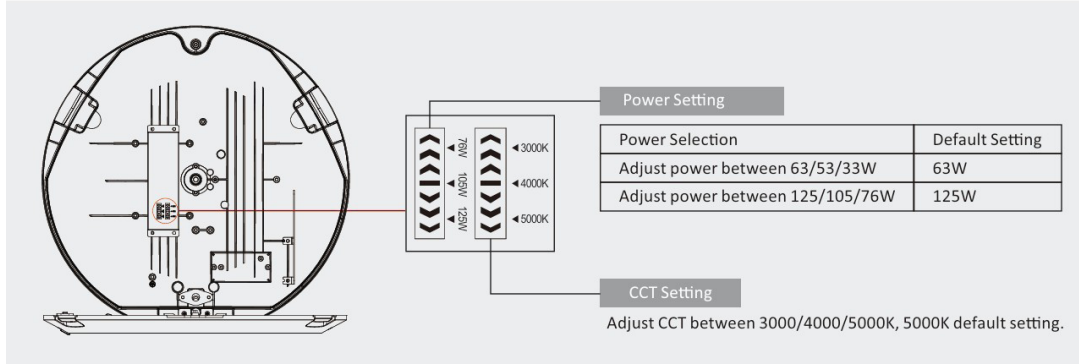 Power Setting
Power Selection Default Setting
Adjust power between 63/53/33W 63W
Adjust power between 125/105/76W 125W
76W 3000K
105W 4000K
125W 5000K
CCT Setting
Adjust CCT between 3000/4000/5000K, 5000K default setting.